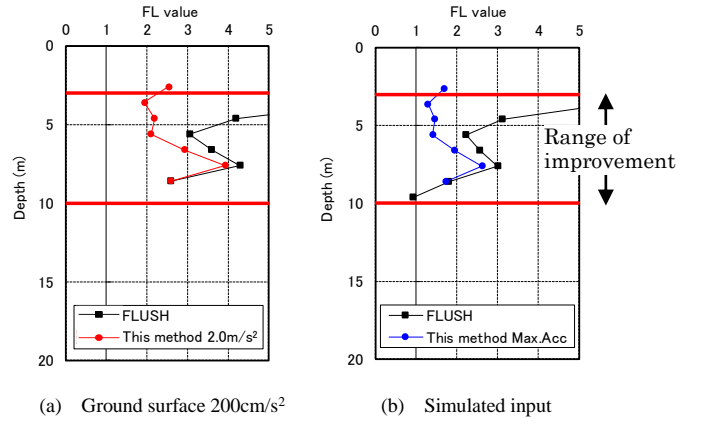 FL value
0 1 2 3 4 5
0
5
10
15
20
Depth (m)
FLUSH
This method 2.0m/s²
(a) Ground surface 200cm/s²
FL value
0 1 2 3 4 5
0
5
10
15
20
Depth (m)
Range of
improvement
FLUSH
This method Max.Acc
(b) Simulated input